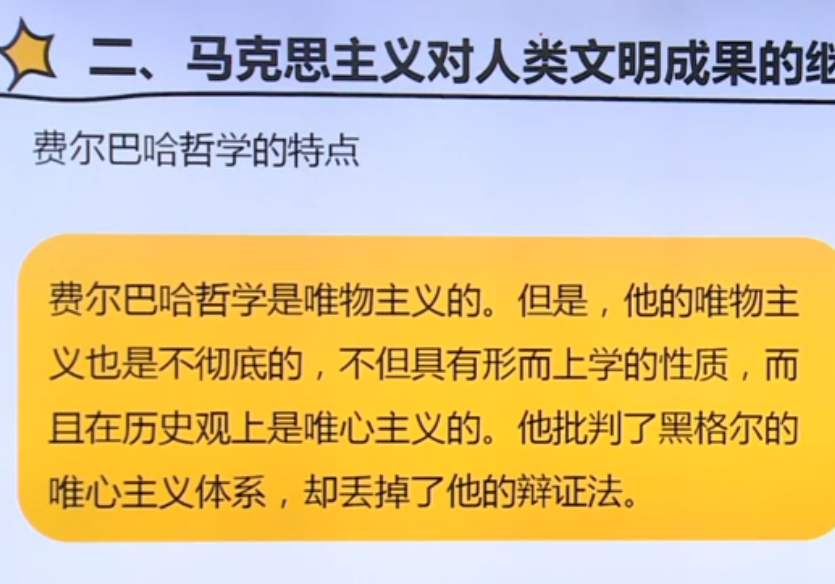 二、马克思主义对人类文明成果的继
费尔巴哈哲学的特点
费尔巴哈哲学是唯物主义的。但是，他的唯物主
义也是不彻底的，不但具有形而上学的性质，而
且在历史观上是唯心主义的。他批判了黑格尔的
唯心主义体系，却丢掉了他的辩证法。